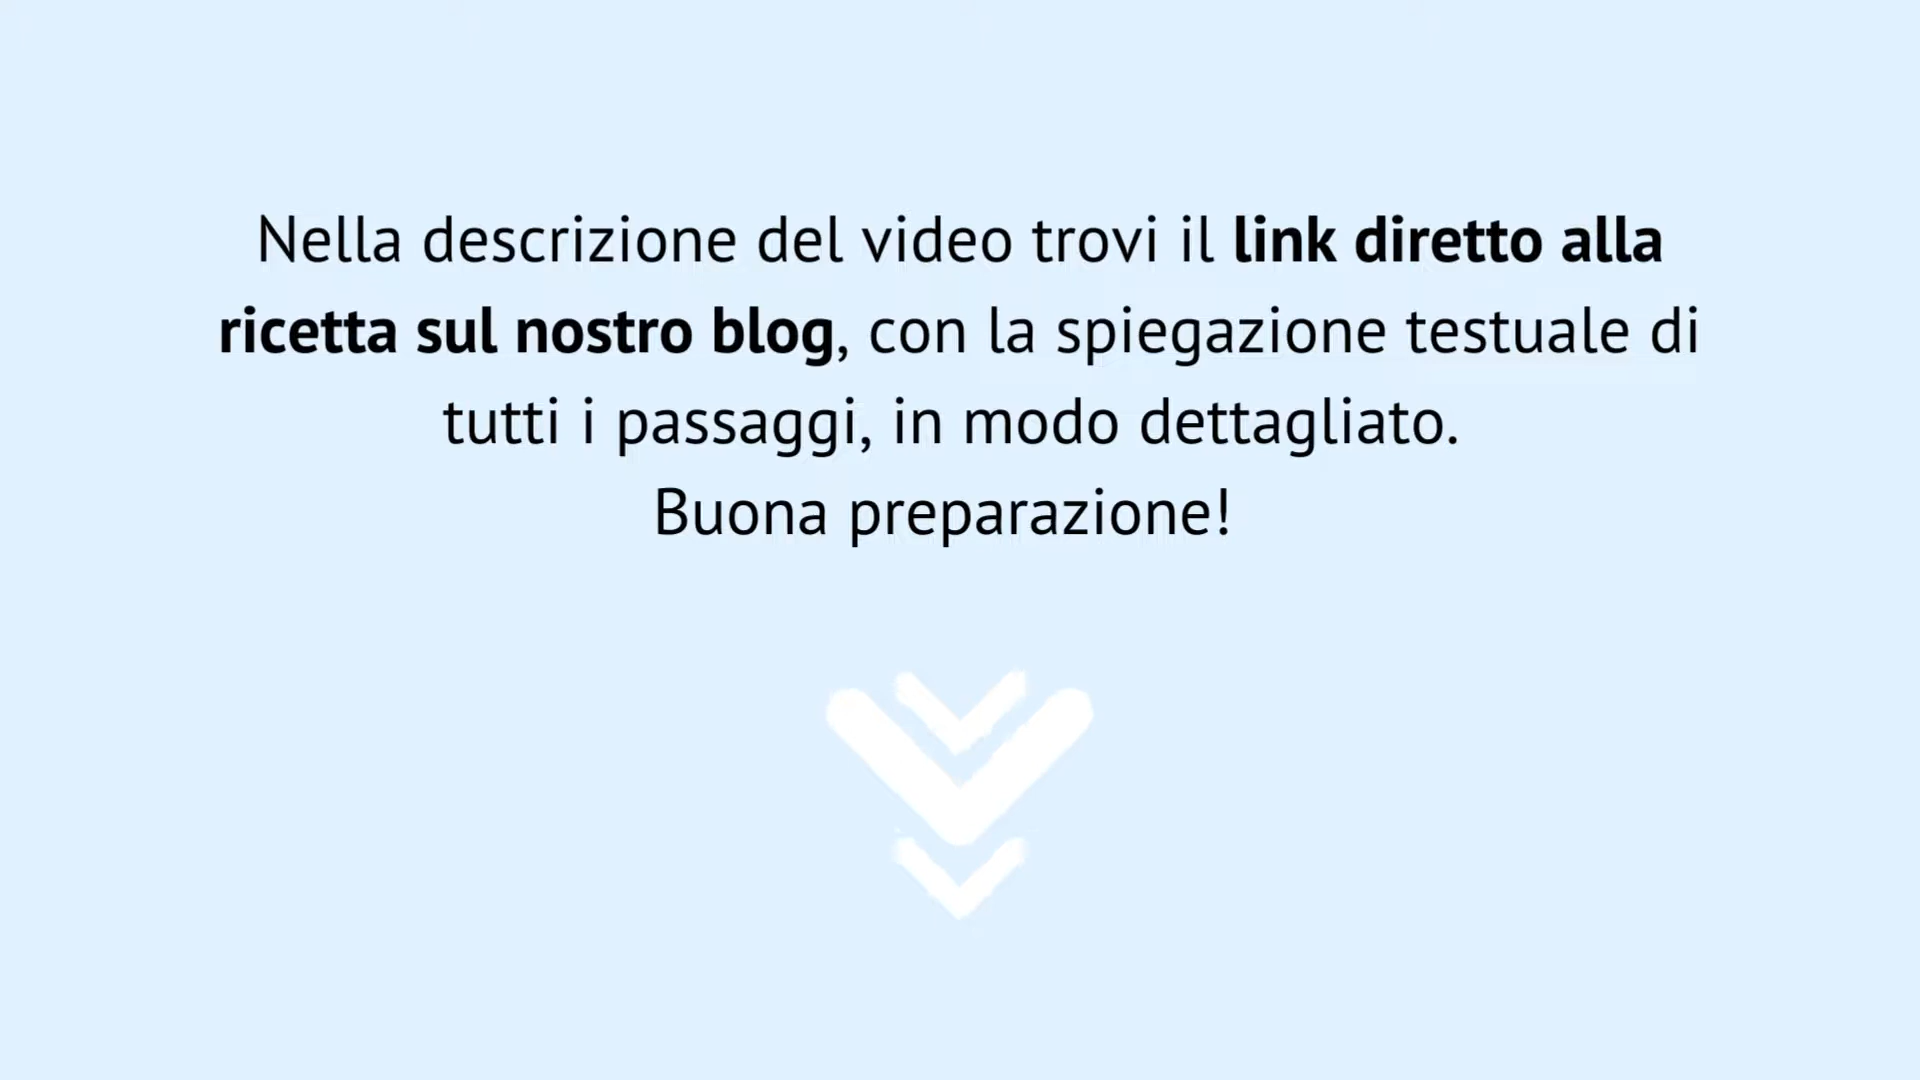 Nella descrizione del video trovi il link diretto alla
ricetta sul nostro blog, con la spiegazione testuale di
tutti i passaggi, in modo dettagliato.
Buona preparazione!